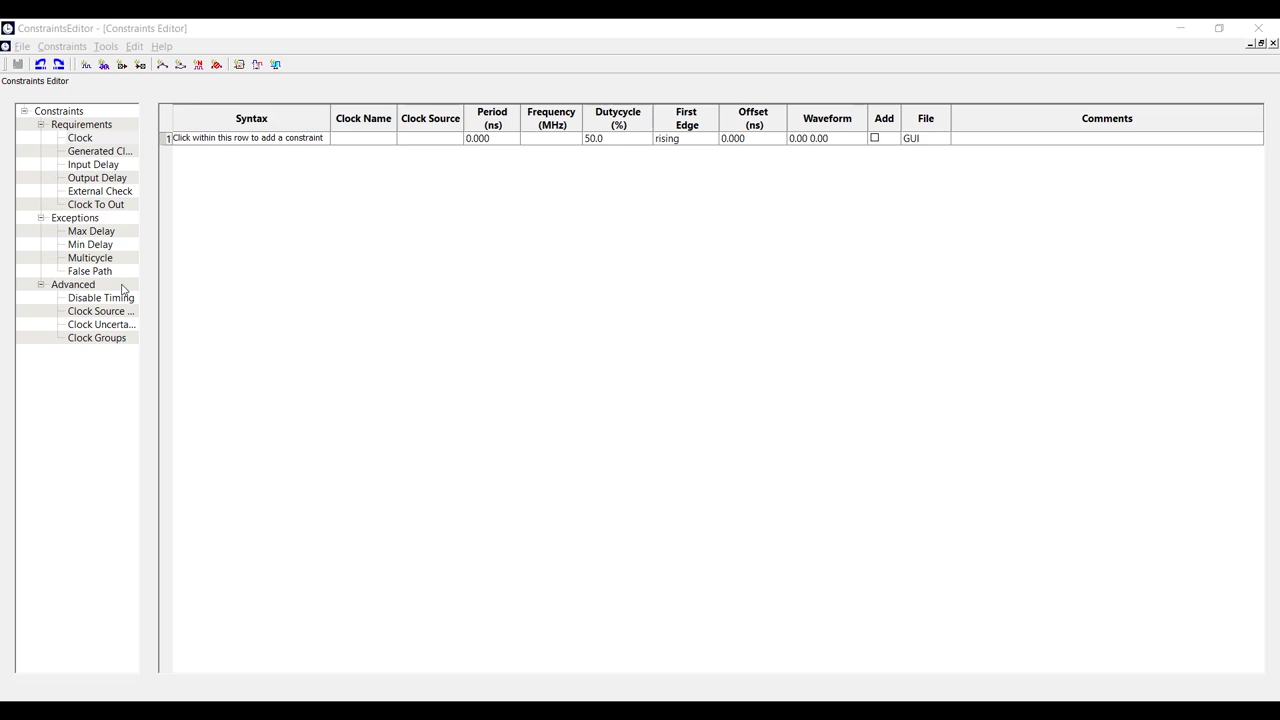 ConstraintsEditor - [Constraints Editor]
File Constraints Tools Edit Help
Constraints Editor
Constraints
Requirements
Clock
Generated Cl...
Input Delay
Output Delay
External Check
Clock To Out
Exceptions
Max Delay
Min Delay
Multicycle
False Path
Advanced
Disable Timing
Clock Source ...
Clock Uncerta...
Clock Groups
Syntax Clock Name Clock Source Period (ns) Frequency (MHz) Dutycycle (%) First Edge Offset (ns) Waveform Add File Comments
1 Click within this row to add a constraint 0.000 50.0 rising 0.000 0.00 0.00 GUI